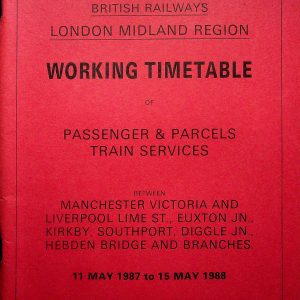 BRITISH RAILWAYS
LONDON MIDLAND REGION
WORKING TIMETABLE
OF
PASSENGER & PARCELS
TRAIN SERVICES
BETWEEN
MANCHESTER VICTORIA AND
LIVERPOOL LIME ST., EUXTON JN.,
KIRKBY, SOUTHPORT, DIGGLE JN.,
HEBDEN BRIDGE AND BRANCHES
11 MAY 1987 to 15 MAY 1988